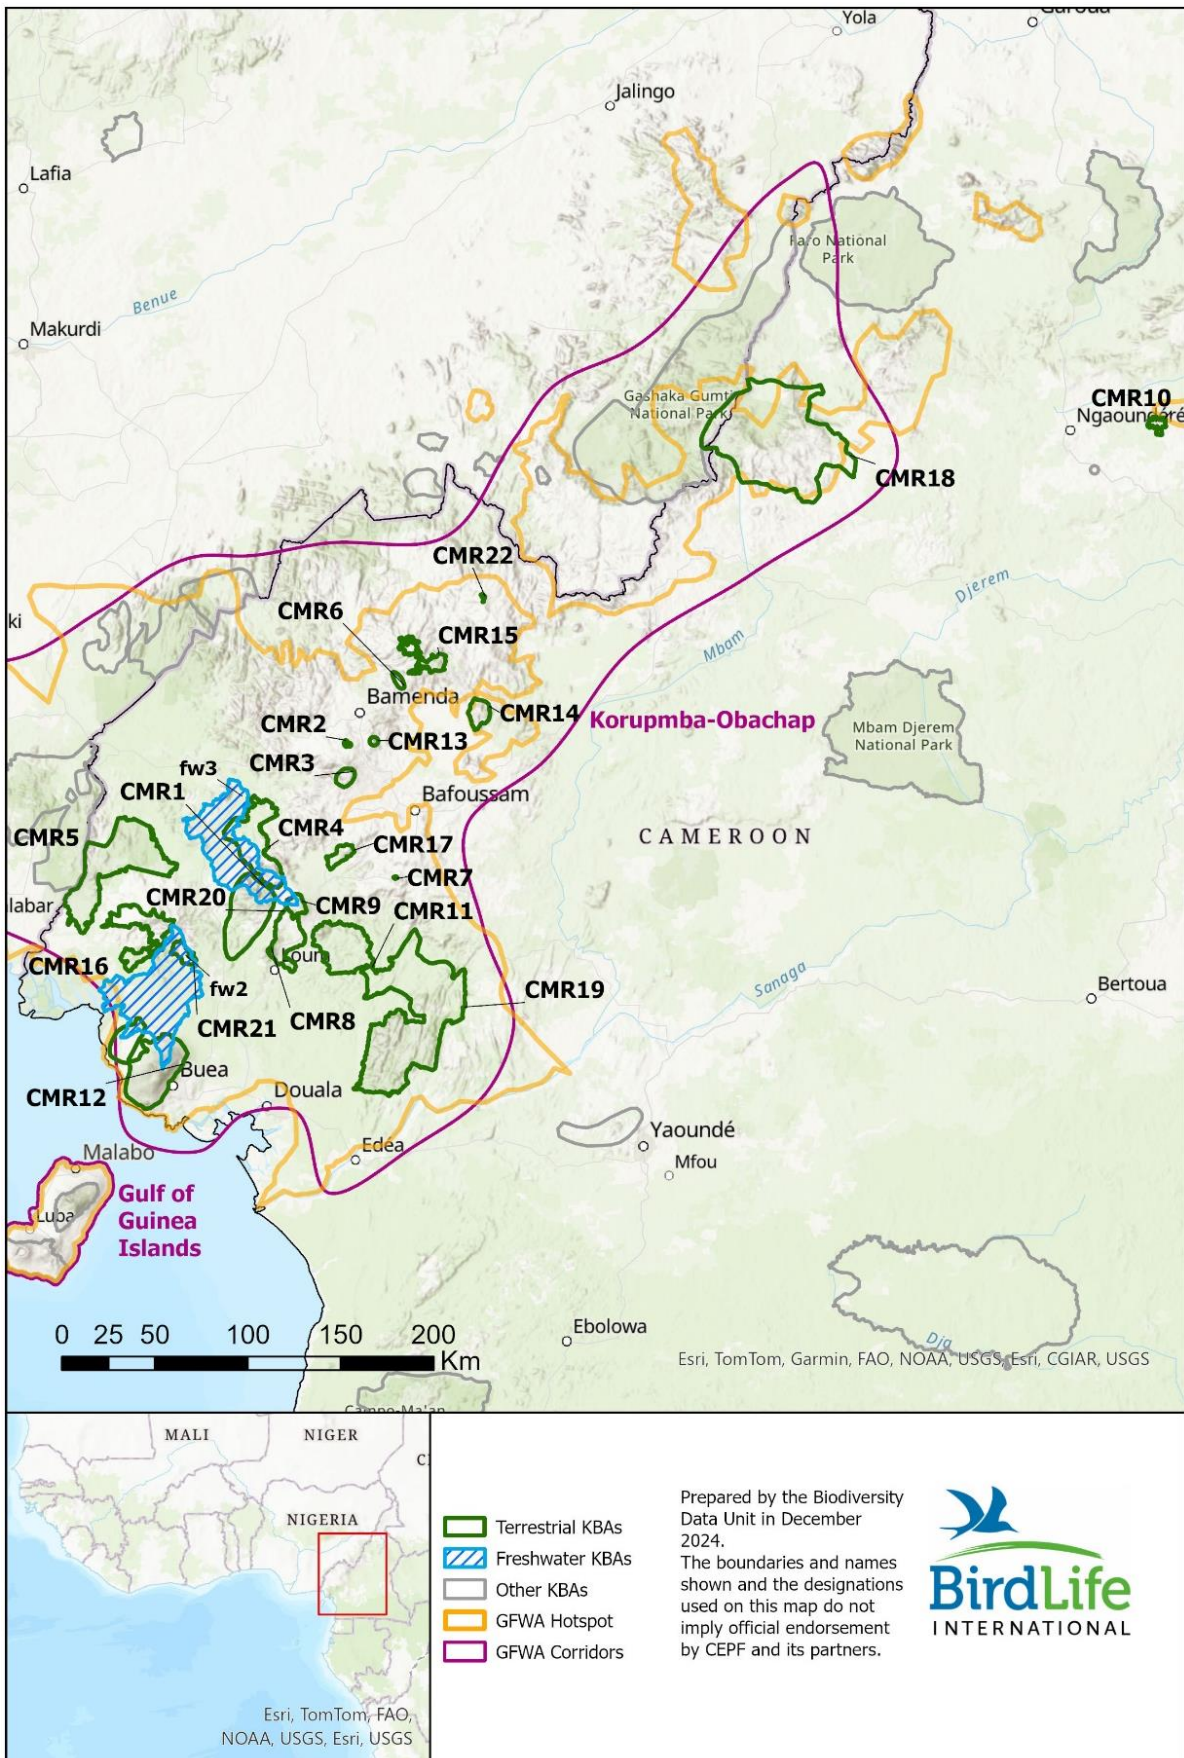 Yola
Garoua
Jalingo
Lafia
Faro National
Park
Benue
Makurdi
Gashaka Gumti
National Park
CMR10
Ngaoundéré
CMR18
CMR22
Djerem
CMR6
ki
CMR15
Mbam
Bamenda
CMR14
Korupmba-Obachap
CMR2
CMR13
Mbam Djerem
National Park
CMR3
fw3
CMR1
Bafoussam
CMR5
CMR4
CAMEROON
CMR17
CMR7
CMR20
CMR9
labar
CMR11
CMR16
Loum
Sanaga
fw2
CMR19
Bertoua
CMR21
CMR8
Buea
CMR12
Douala
Yaoundé
Edea
Malabo
Mfou
Gulf of
Guinea
Islands
Luba
0 25 50 100 150 200
Km
Ebolowa
Dja
Esri, TomTom, Garmin, FAO, NOAA, USGS, Esri, CGIAR, USGS
Campo-Ma'an
MALI
NIGER
C
NIGERIA
Esri, TomTom, FAO,
NOAA, USGS, Esri, USGS
Terrestrial KBAs
Freshwater KBAs
Other KBAs
GFWA Hotspot
GFWA Corridors
Prepared by the Biodiversity
Data Unit in December
2024.
The boundaries and names
shown and the designations
used on this map do not
imply official endorsement
by CEPF and its partners.
BirdLife
INTERNATIONAL